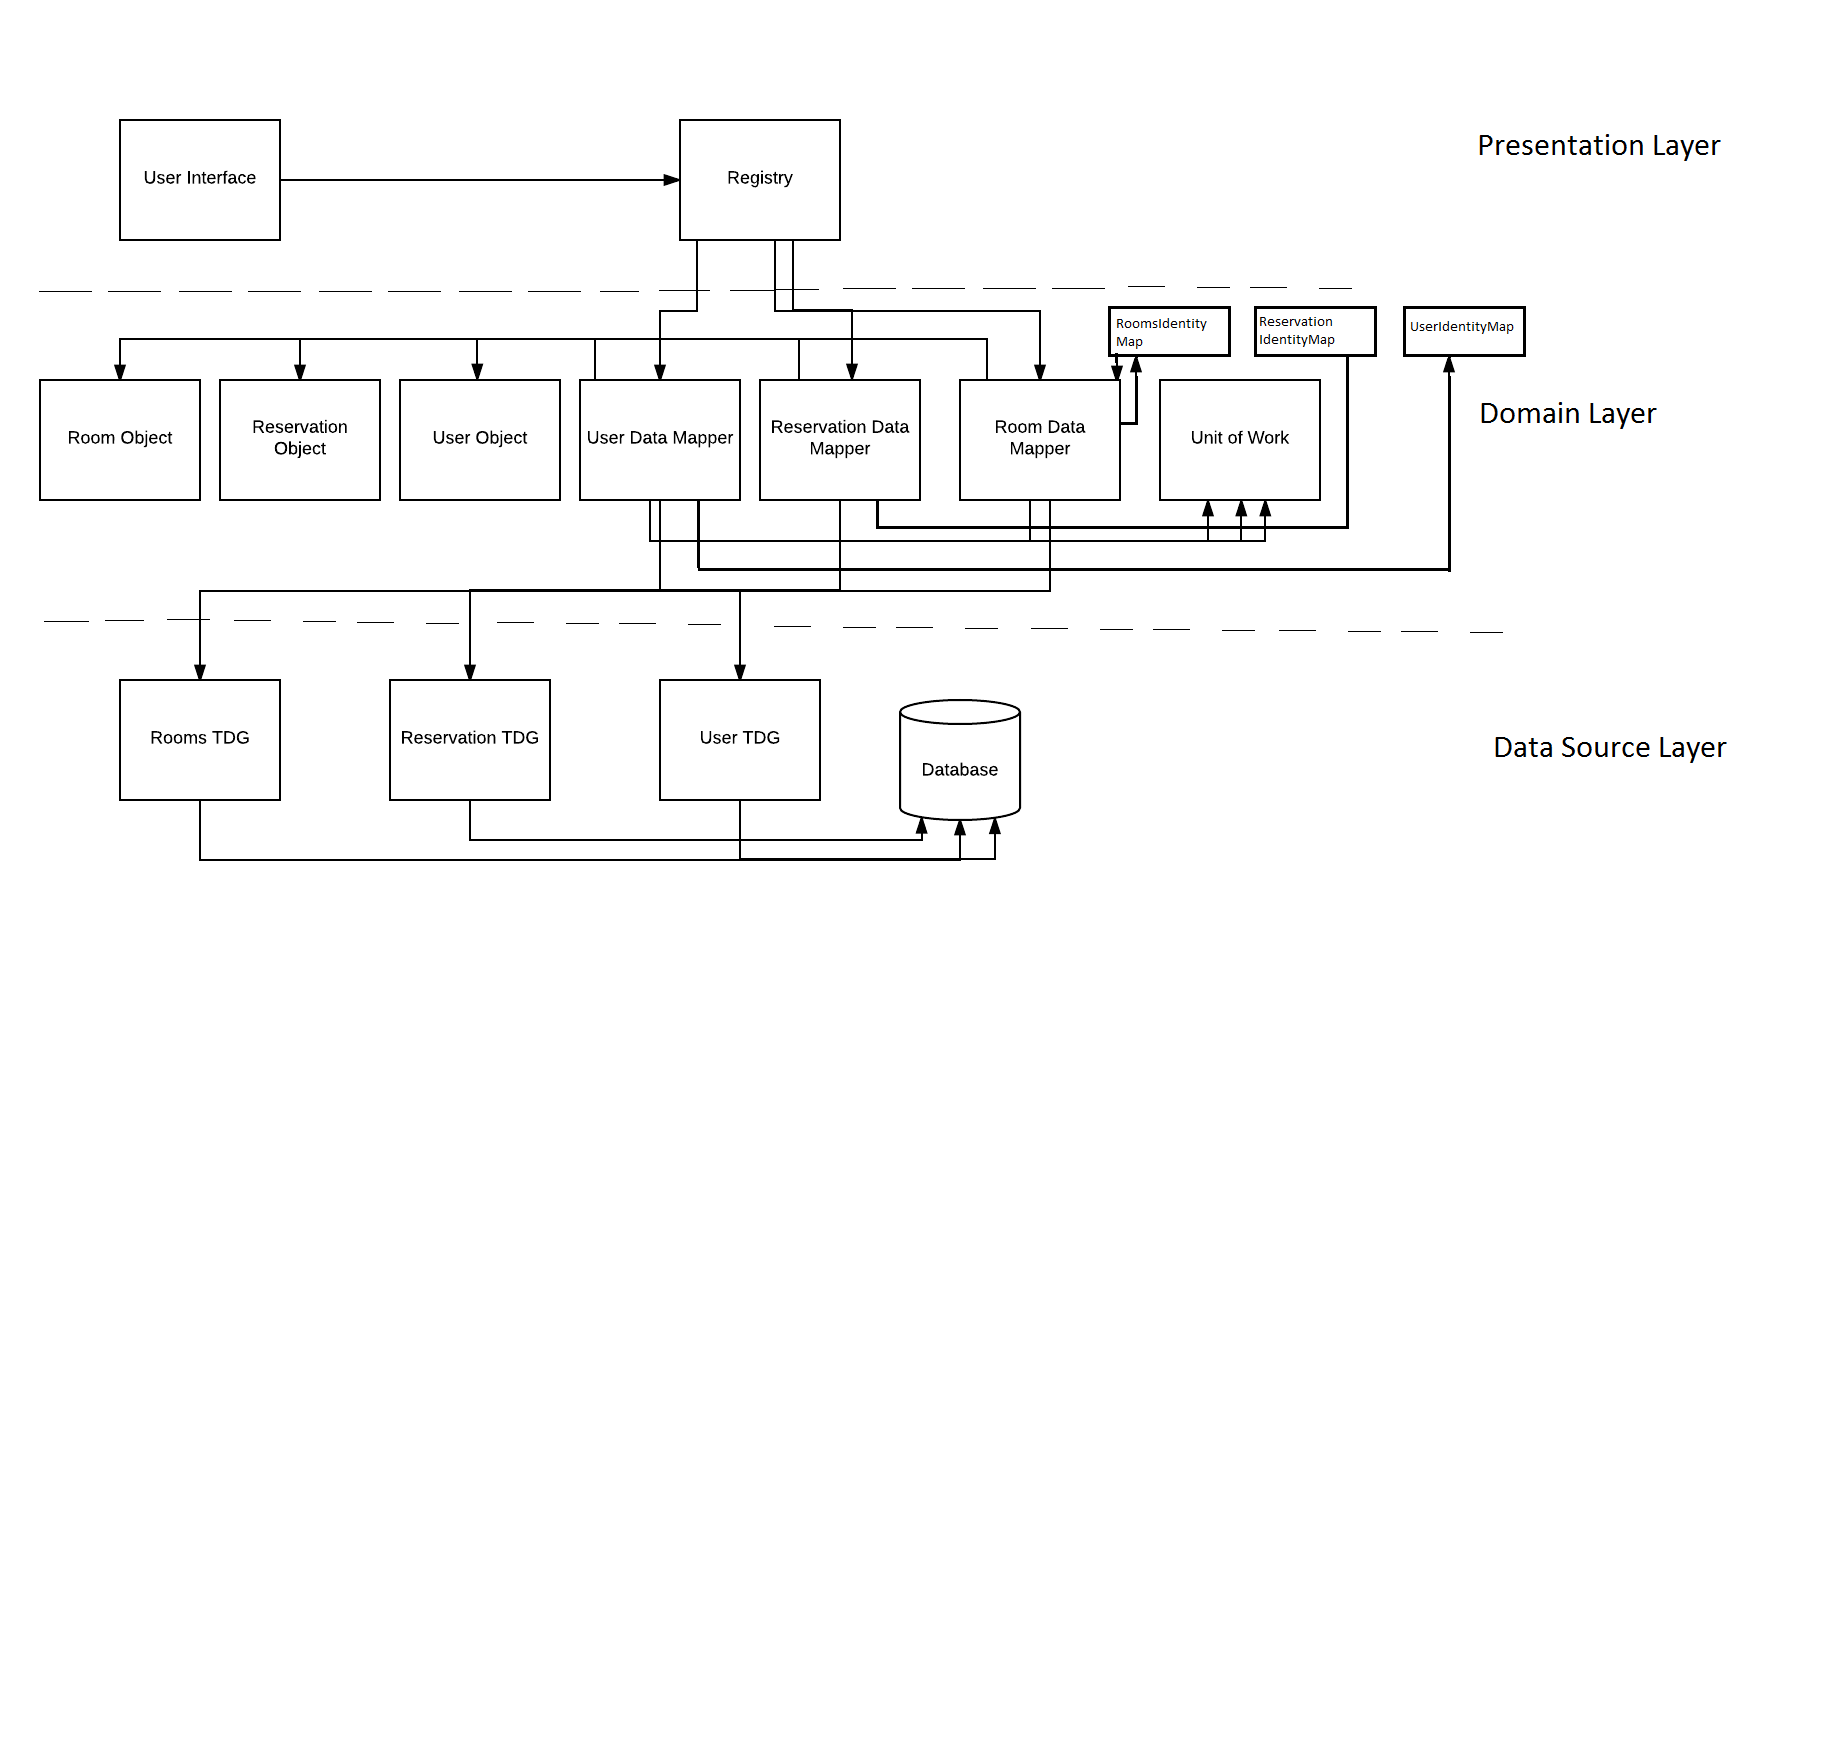 Presentation Layer
User Interface
Registry
RoomsIdentity
Map
Reservation
IdentityMap
UserIdentityMap
Domain Layer
Room Object
Reservation
Object
User Object
User Data Mapper
Reservation Data
Mapper
Room Data
Mapper
Unit of Work
Data Source Layer
Rooms TDG
Reservation TDG
User TDG
Database